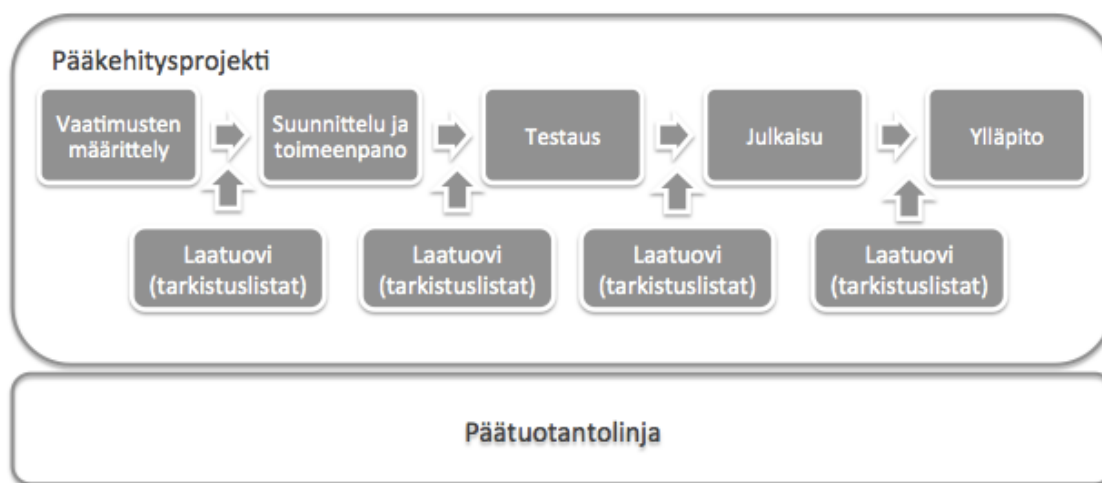 Pääkehitysprojekti
Vaatimusten
määrittely
Suunnittelu ja
toimeenpano
Testaus
Julkaisu
Ylläpito
Laatuovi
(tarkistuslistat)
Laatuovi
(tarkistuslistat)
Laatuovi
(tarkistuslistat)
Laatuovi
(tarkistuslistat)
Päätuotantolinja